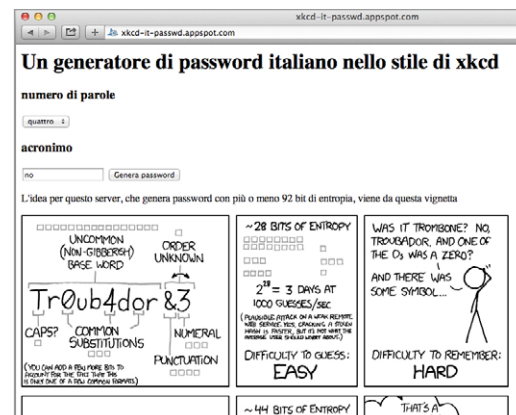 xkcd-it-passwd.appspot.com
xkcd-it-passwd.appspot.com
Un generatore di password italiano nello stile di xkcd
numero di parole
quattro
acronimo
no Genera password
L'idea per questo server, che genera password con più o meno 92 bit di entropia, viene da questa vignetta
UNCOMMON
(NON-GIBBERISH)
BASE WORD
ORDER
UNKNOWN
Tr0ub4dor &3
CAPS?
COMMON
SUBSTITUTIONS
NUMERAL
PUNCTUATION
(YOU CAN ADD A FEW MORE BITS TO
ACCOUNT FOR THE FACT THAT THIS
IS ONLY ONE OF A FEW COMMON FORMATS.)
~28 BITS OF ENTROPY
2²⁸ = 3 DAYS AT
1000 GUESSES/SEC
(PLAUSIBLE ATTACK ON A WEAK REMOTE
WEB SERVICE. YES, CRACKING A STOLEN
HASH IS FASTER, BUT IT'S NOT WHAT THE
AVERAGE USER SHOULD WORRY ABOUT.)
DIFFICULTY TO GUESS:
EASY
WAS IT TROMBONE? NO,
TROUBADOR. AND ONE OF
THE Os WAS A ZERO?
AND THERE WAS
SOME SYMBOL...
DIFFICULTY TO REMEMBER:
HARD
~44 BITS OF ENTROPY
THAT'S A